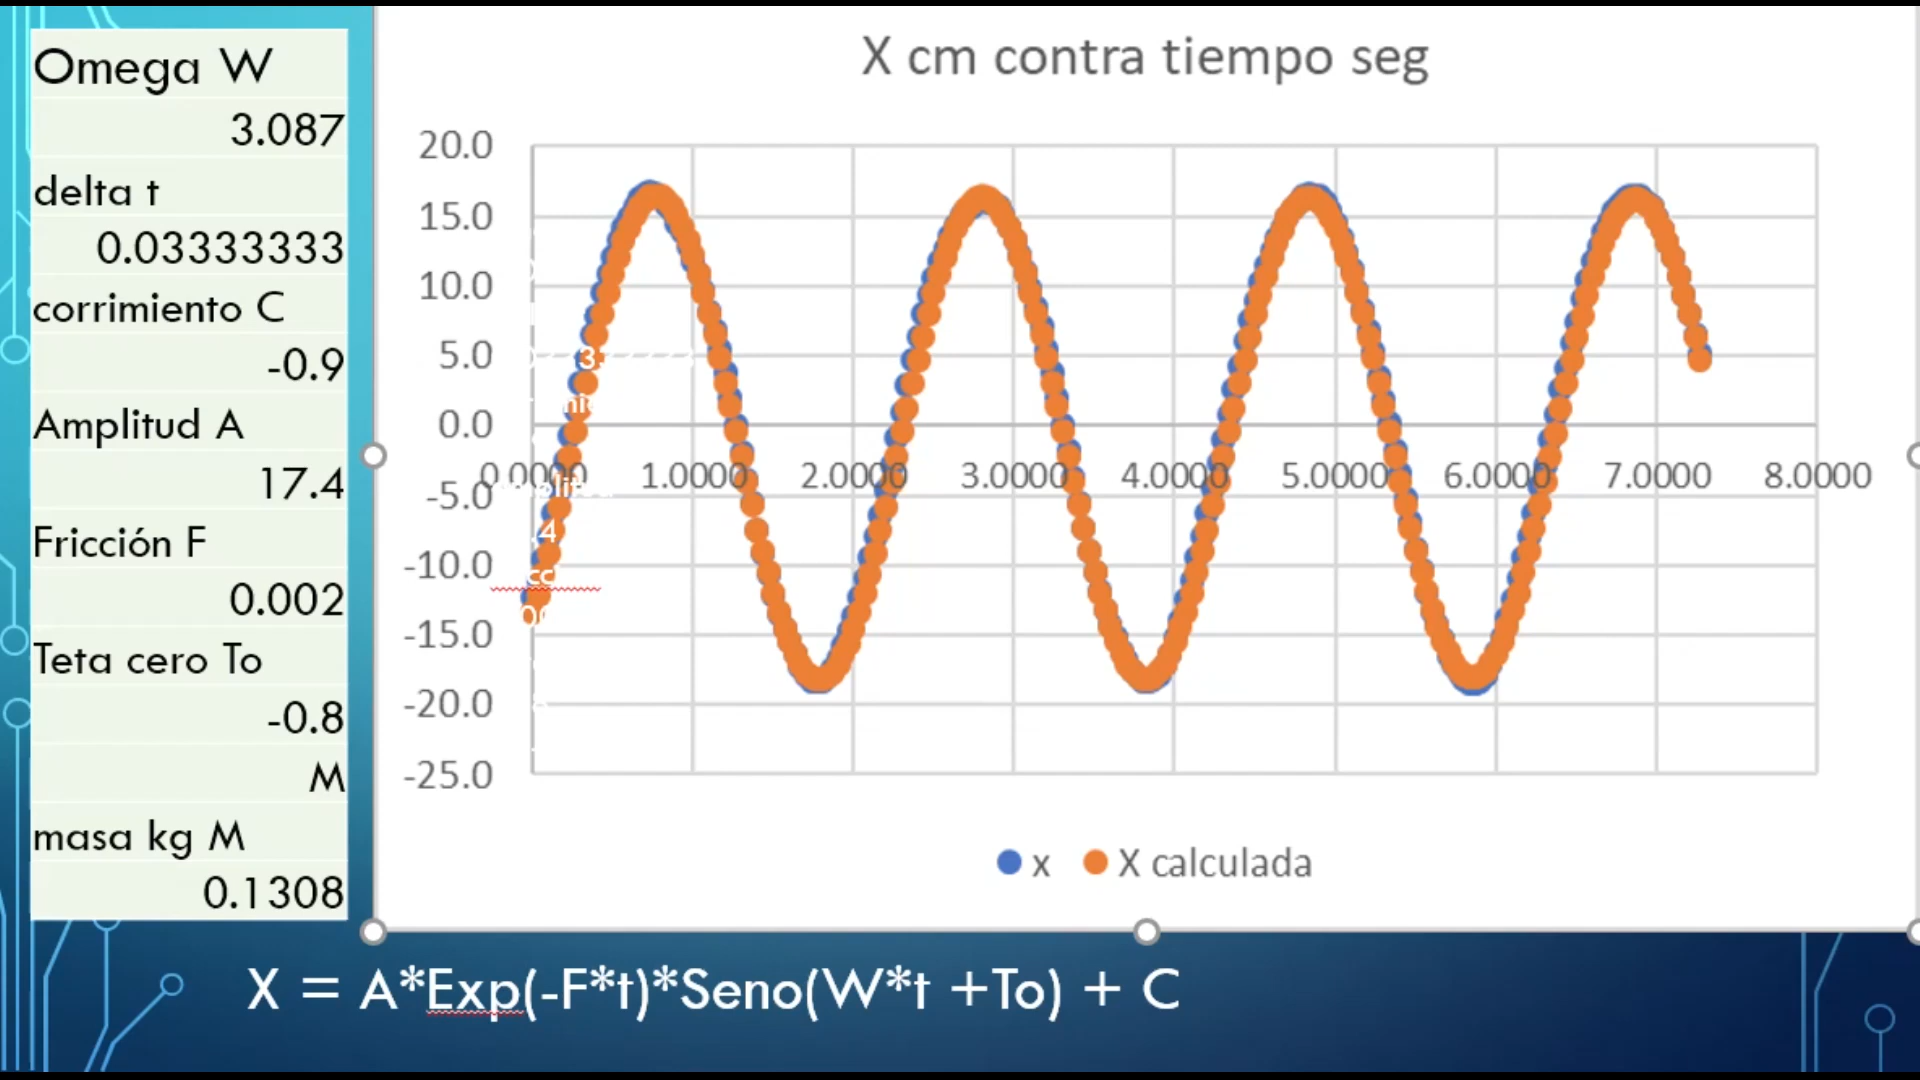 Omega W
3.087
delta t
0.03333333
corrimiento C
-0.9
Amplitud A
17.4
Fricción F
0.002
Teta cero To
-0.8
M
masa kg M
0.1308
X cm contra tiempo seg
20.0
15.0
10.0
5.0
0.0
-5.0
-10.0
-15.0
-20.0
-25.0
0.0000 1.0000 2.0000 3.0000 4.0000 5.0000 6.0000 7.0000 8.0000
x X calculada
X = A*Exp(-F*t)*Seno(W*t +To) + C